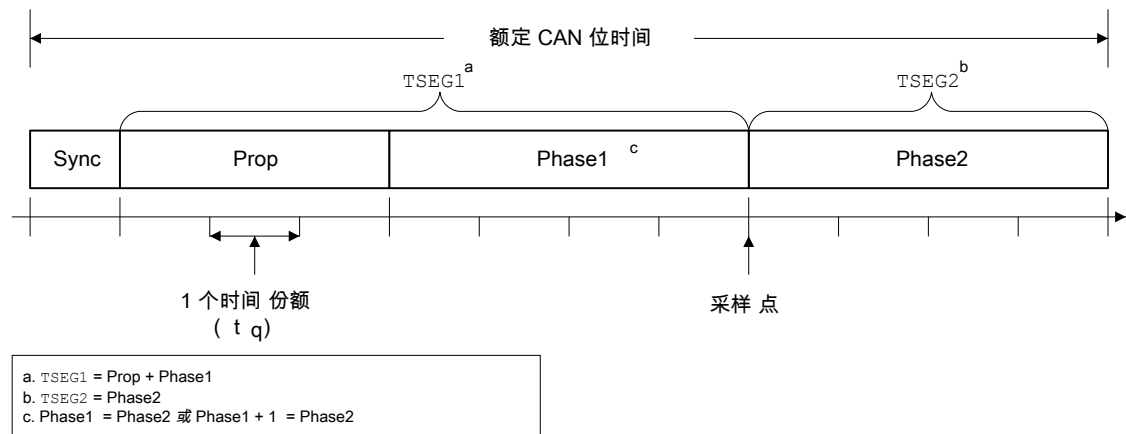 额定 CAN 位时间
TSEG1a
TSEG2b
Sync
Prop
Phase1 c
Phase2
1 个时间 份额
( t q)
采样 点
a. TSEG1 = Prop + Phase1
b. TSEG2 = Phase2
c. Phase1 = Phase2 或 Phase1 + 1 = Phase2